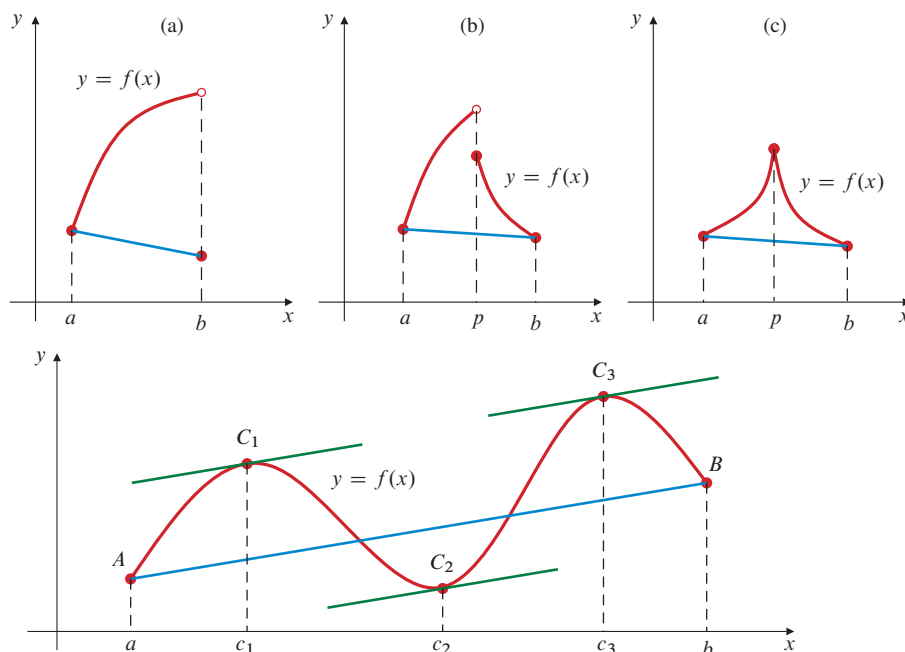 y (a) y (b) y (c)
y = f(x)
y = f(x)
y = f(x)
a b x a p b x a p b x
y
C₃
C₁
B
y = f(x)
A C₂
a c₁ c₂ c₃ b x